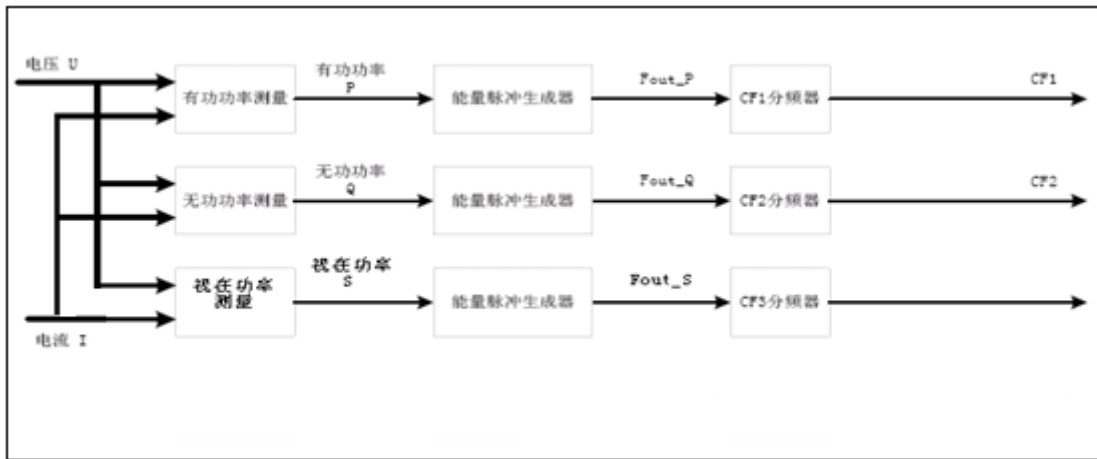 电压 U
有功功率测量
有功功率
P
能量脉冲生成器
Fout_P
CF1分频器
CF1
无功功率测量
无功功率
Q
能量脉冲生成器
Fout_Q
CF2分频器
CF2
视在功率
测量
视在功率
S
能量脉冲生成器
Fout_S
CF3分频器
电流 I